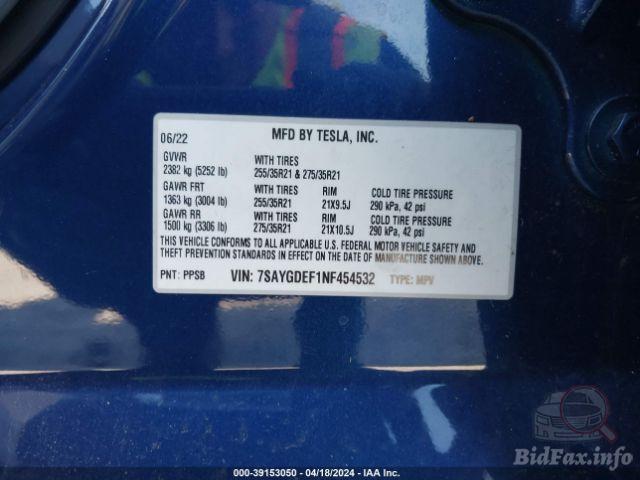 06/22 MFD BY TESLA, INC.
GVWR WITH TIRES
2382 kg (5252 lb) 255/35R21 & 275/35R21
GAWR FRT WITH TIRES RIM COLD TIRE PRESSURE
1363 kg (3004 lb) 255/35R21 21X9.5J 290 kPa, 42 psi
GAWR RR WITH TIRES RIM COLD TIRE PRESSURE
1500 kg (3306 lb) 275/35R21 21X10.5J 290 kPa, 42 psi
THIS VEHICLE CONFORMS TO ALL APPLICABLE U.S. FEDERAL MOTOR VEHICLE SAFETY AND
THEFT PREVENTION STANDARDS IN EFFECT ON DATE OF MANUFACTURE SHOWN ABOVE.
PNT: PPSB VIN: 7SAYGDEF1NF454532 TYPE: MPV
BidFax.info
000-39153050 - 04/18/2024 - IAA Inc.